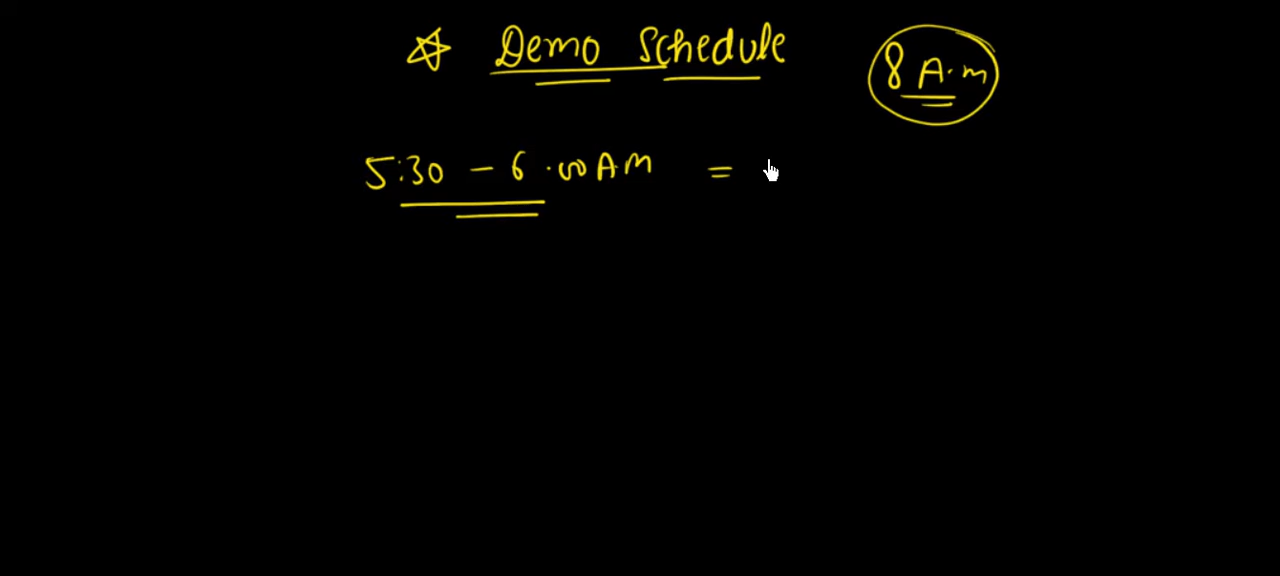 ☆ Demo Schedule
8 A.m
5:30 - 6.00 AM =